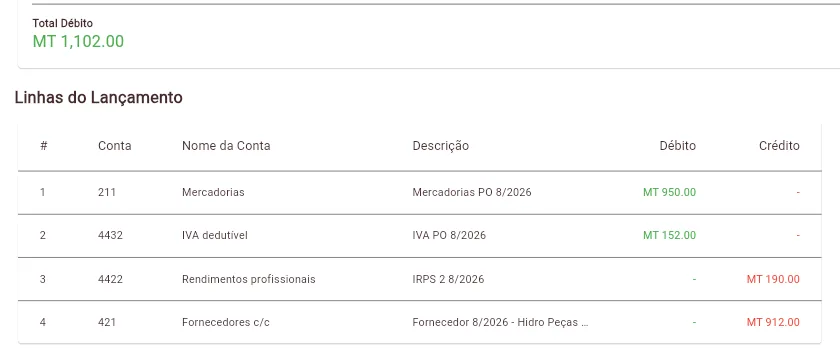 Total Débito
MT 1,102.00
Linhas do Lançamento
# Conta Nome da Conta Descrição Débito Crédito
1 211 Mercadorias Mercadorias PO 8/2026 MT 950.00 -
2 4432 IVA dedutível IVA PO 8/2026 MT 152.00 -
3 4422 Rendimentos profissionais IRPS 2 8/2026 - MT 190.00
4 421 Fornecedores c/c Fornecedor 8/2026 - Hidro Peças ... - MT 912.00